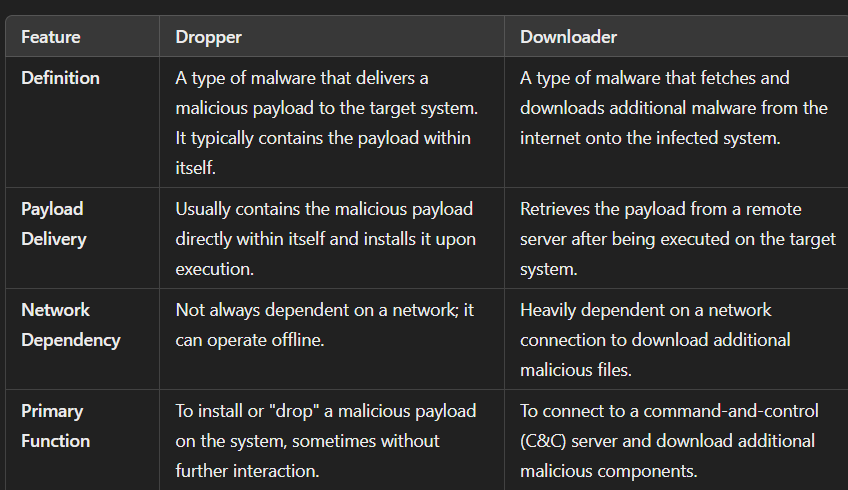 Feature
Dropper
Downloader
Definition
A type of malware that delivers a
malicious payload to the target system.
It typically contains the payload within
itself.
A type of malware that fetches and
downloads additional malware from the
internet onto the infected system.
Payload
Delivery
Usually contains the malicious payload
directly within itself and installs it upon
execution.
Retrieves the payload from a remote
server after being executed on the target
system.
Network
Dependency
Not always dependent on a network; it
can operate offline.
Heavily dependent on a network
connection to download additional
malicious files.
Primary
Function
To install or "drop" a malicious payload
on the system, sometimes without
further interaction.
To connect to a command-and-control
(C&C) server and download additional
malicious components.